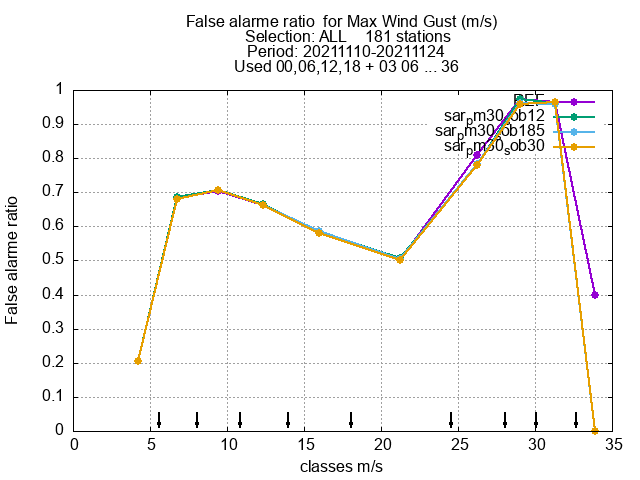 False alarme ratio  for Max Wind Gust (m/s)
Selection: ALL    181 stations
Period: 20211110-20211124
Used 00,06,12,18 + 03 06 ... 36
1
0.9
0.8
0.7
0.6
0.5
0.4
0.3
0.2
0.1
0
False alarme ratio
REF
sar_pm30_sob12
sar_pm30_sob185
sar_pm30_sob30
0 5 10 15 20 25 30 35
classes m/s